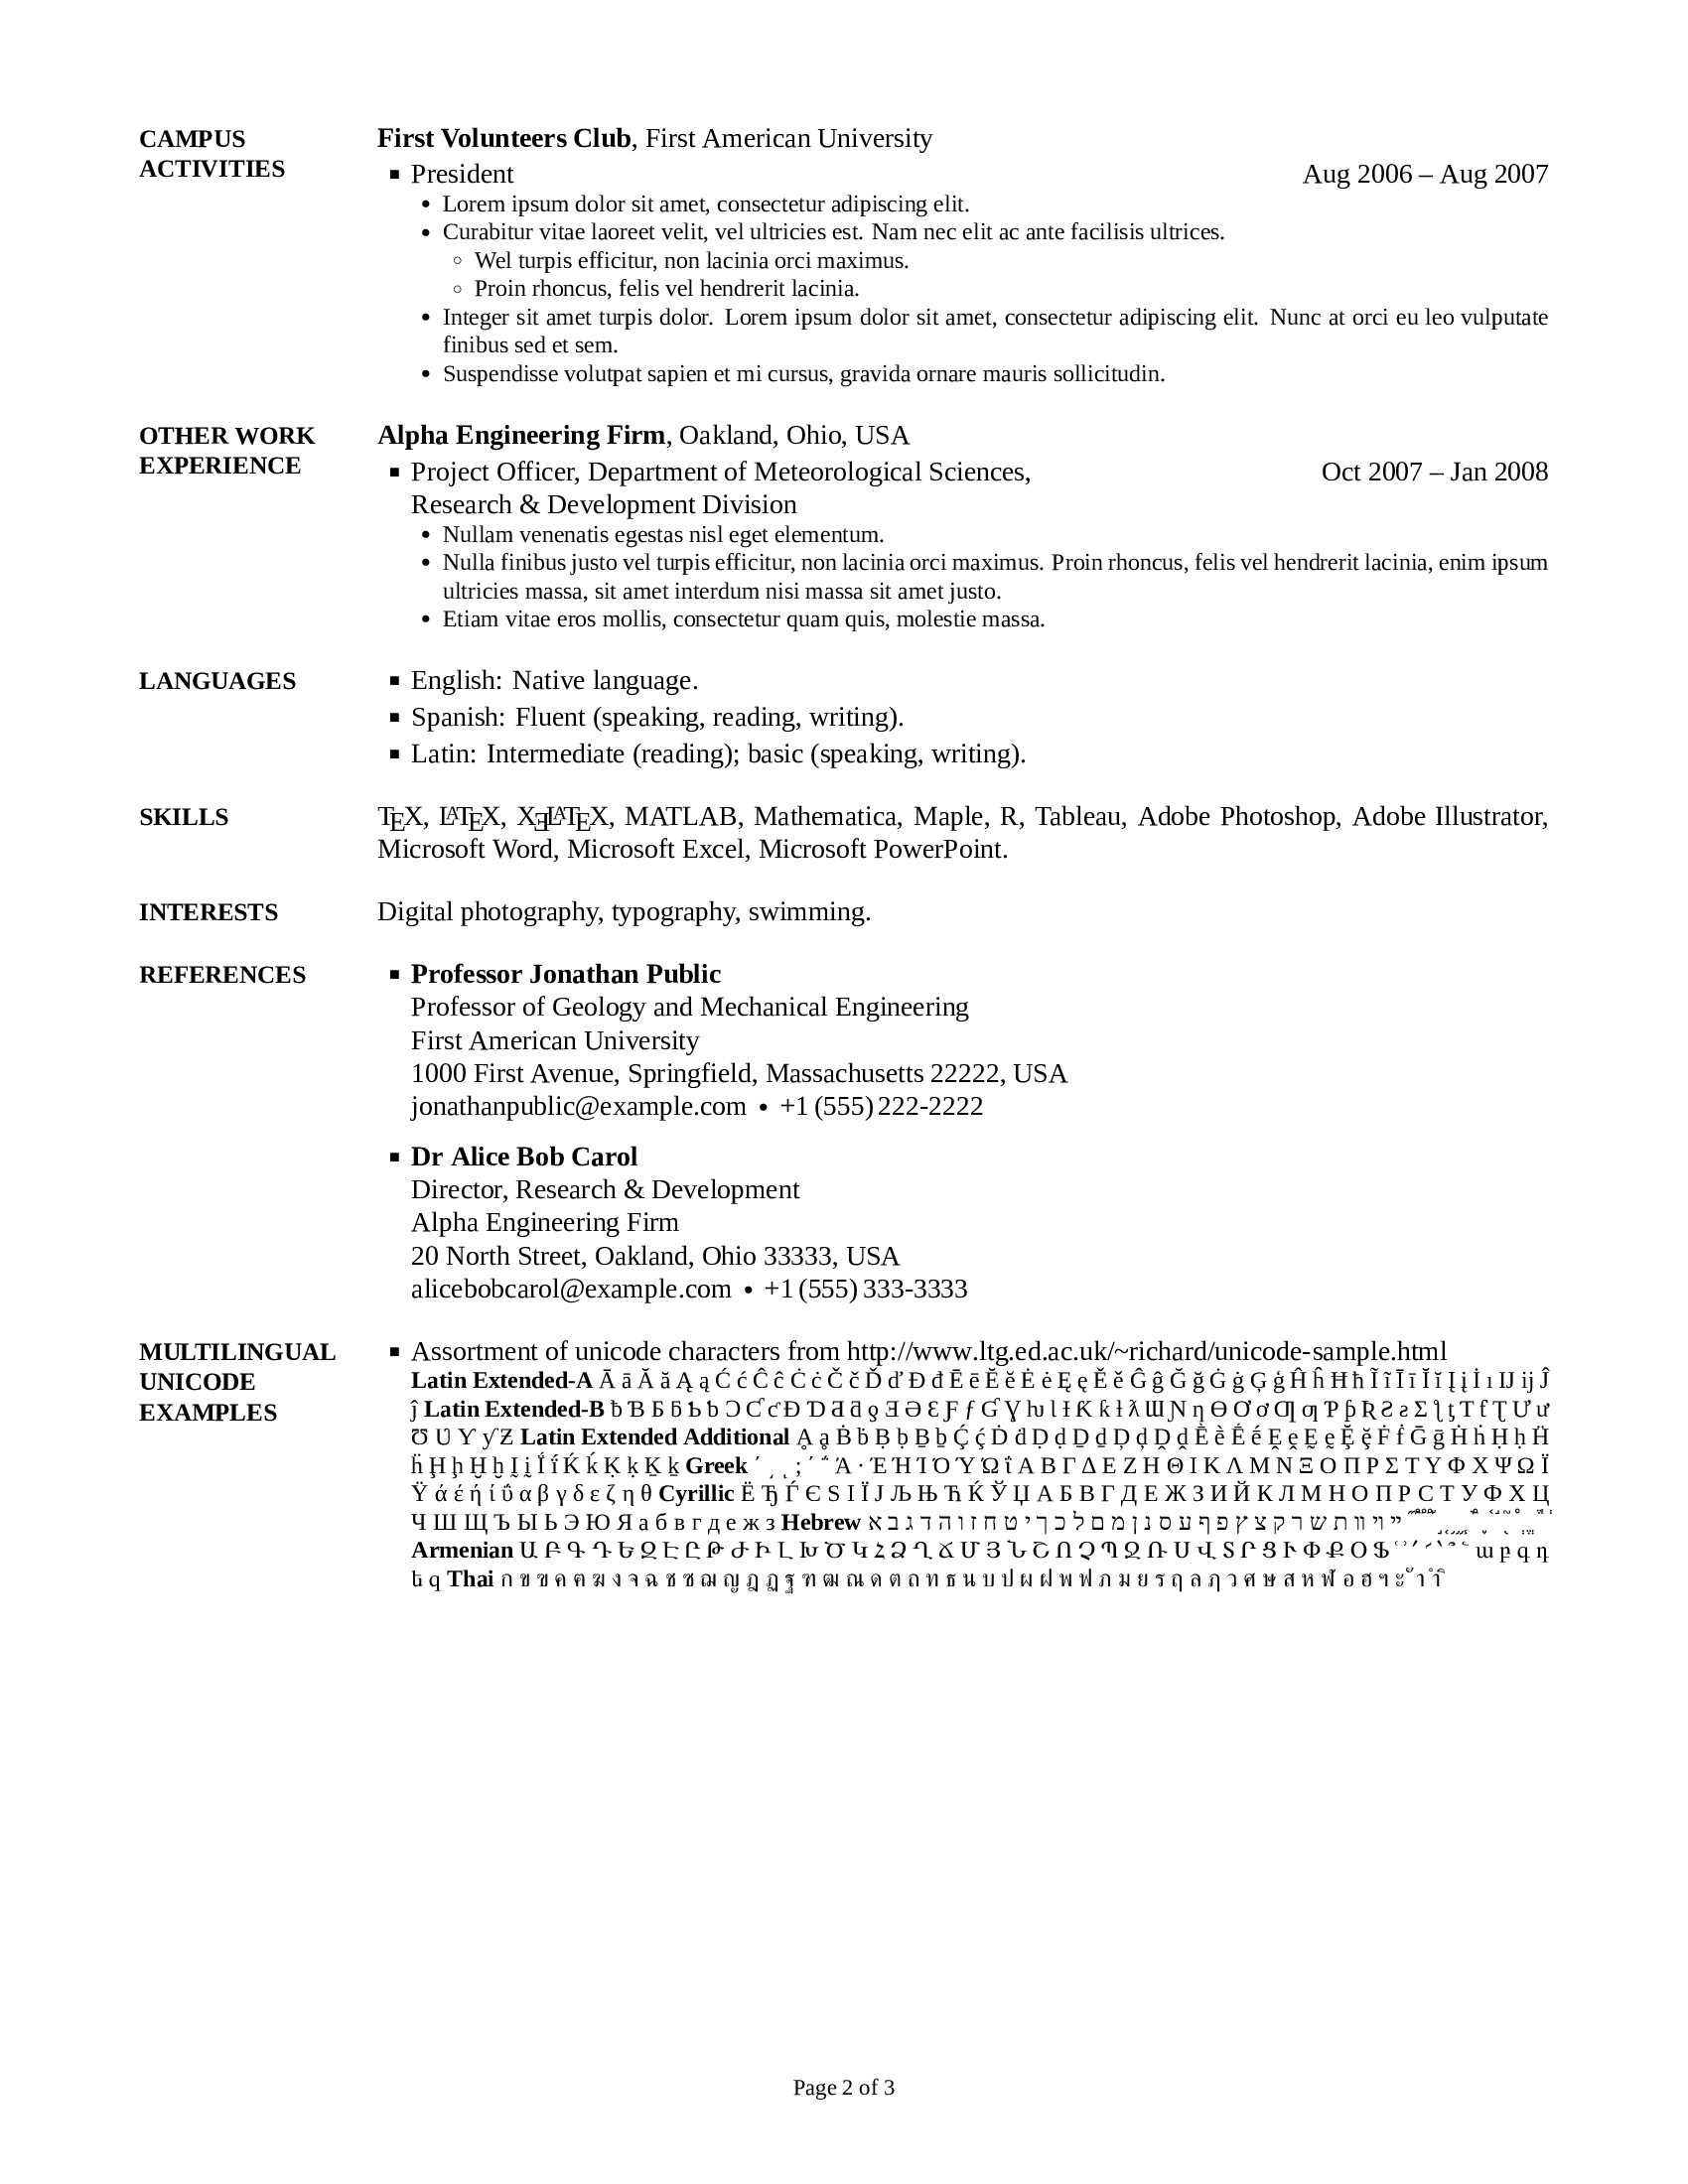 CAMPUS ACTIVITIES
First Volunteers Club, First American University
▪ President Aug 2006 – Aug 2007
• Lorem ipsum dolor sit amet, consectetur adipiscing elit.
• Curabitur vitae laoreet velit, vel ultricies est. Nam nec elit ac ante facilisis ultrices.
◦ Wel turpis efficitur, non lacinia orci maximus.
◦ Proin rhoncus, felis vel hendrerit lacinia.
• Integer sit amet turpis dolor. Lorem ipsum dolor sit amet, consectetur adipiscing elit. Nunc at orci eu leo vulputate
finibus sed et sem.
• Suspendisse volutpat sapien et mi cursus, gravida ornare mauris sollicitudin.
OTHER WORK EXPERIENCE
Alpha Engineering Firm, Oakland, Ohio, USA
▪ Project Officer, Department of Meteorological Sciences, Oct 2007 – Jan 2008
Research & Development Division
• Nullam venenatis egestas nisl eget elementum.
• Nulla finibus justo vel turpis efficitur, non lacinia orci maximus. Proin rhoncus, felis vel hendrerit lacinia, enim ipsum
ultricies massa, sit amet interdum nisi massa sit amet justo.
• Etiam vitae eros mollis, consectetur quam quis, molestie massa.
LANGUAGES
▪ English: Native language.
▪ Spanish: Fluent (speaking, reading, writing).
▪ Latin: Intermediate (reading); basic (speaking, writing).
SKILLS
TEX, LATEX, XƎLATEX, MATLAB, Mathematica, Maple, R, Tableau, Adobe Photoshop, Adobe Illustrator,
Microsoft Word, Microsoft Excel, Microsoft PowerPoint.
INTERESTS
Digital photography, typography, swimming.
REFERENCES
▪ Professor Jonathan Public
Professor of Geology and Mechanical Engineering
First American University
1000 First Avenue, Springfield, Massachusetts 22222, USA
jonathanpublic@example.com • +1 (555) 222-2222
▪ Dr Alice Bob Carol
Director, Research & Development
Alpha Engineering Firm
20 North Street, Oakland, Ohio 33333, USA
alicebobcarol@example.com • +1 (555) 333-3333
MULTILINGUAL UNICODE EXAMPLES
▪ Assortment of unicode characters from http://www.ltg.ed.ac.uk/~richard/unicode-sample.html
Latin Extended-A Ā ā Ă ă Ą ą Ć ć Ĉ ĉ Ċ ċ Č č Ď ď Đ đ Ē ē Ĕ ĕ Ė ė Ę ę Ě ě Ĝ ĝ Ğ ğ Ġ ġ Ģ ģ Ĥ ĥ Ħ ħ Ĩ ĩ Ī ī Ĭ ĭ Į į İ ı Ĳ ĳ Ĵ
ĵ Latin Extended-B ƀ Ɓ Ƃ ƃ Ƅ ƅ Ɔ Ƈ ƈ Ɖ Ɗ Ƌ ƌ ƍ Ǝ Ə Ɛ Ƒ ƒ Ɠ Ɣ ƕ Ɩ Ɨ Ƙ ƙ ƚ ƛ Ɯ Ɲ ƞ Ɵ Ơ ơ Ƣ ƣ Ƥ ƥ Ʀ Ƨ ƨ Ʃ ƪ ƫ Ƭ ƭ Ʈ Ư ư
Ʊ Ʋ Ƴ ƴ Ƶ Latin Extended Additional Ḁ ḁ Ḃ ḃ Ḅ ḅ Ḇ ḇ Ḉ ḉ Ḋ ḋ Ḍ ḍ Ḏ ḏ Ḑ ḑ Ḓ ḓ Ḕ ḕ Ḗ ḗ Ḙ ḙ Ḛ ḛ Ḝ ḝ Ḟ ḟ Ḡ ḡ Ḣ ḣ Ḥ ḥ Ḧ
ḧ Ḩ ḩ Ḫ ḫ Ḭ ḭ Ḯ ḯ Ḱ ḱ Ḳ ḳ Ḵ ḵ Greek ʹ ͵ ͺ ; ΄ ΅ Ά · Έ Ή Ί Ό Ύ Ώ ΐ Α Β Γ Δ Ε Ζ Η Θ Ι Κ Λ Μ Ν Ξ Ο Π Ρ Σ Τ Υ Φ Χ Ψ Ω Ϊ
Ϋ ά έ ή ί ΰ α β γ δ ε ζ η θ Cyrillic Ё Ђ Ѓ Є Ѕ І Ї Ј Љ Њ Ћ Ќ Ў Џ А Б В Г Д Е Ж З И Й К Л М Н О П Р С Т У Ф Х Ц
Ч Ш Щ Ъ Ы Ь Э Ю Я а б в г д е ж з Hebrew א ב ג ד ה ו ז ח ט י ך כ ל ם מ ן נ ס ע ף פ ץ צ ק ר ש ת װ ױ ײ
Armenian Ա Բ Գ Դ Ե Զ Է Ը Թ Ժ Ի Լ Խ Ծ Կ Հ Ձ Ղ Ճ Մ Յ Ն Շ Ո Չ Պ Ջ Ռ Ս Վ Տ Ր Ց Ւ Փ Ք Օ Ֆ ՙ ՚ ՛ ՜ ՝ ՞ ՟ ա բ գ դ
ե զ Thai ก ข ฃ ค ฅ ฆ ง จ ฉ ช ซ ฌ ญ ฎ ฏ ฐ ฑ ฒ ณ ด ต ถ ท ธ น บ ป ผ ฝ พ ฟ ภ ม ย ร ฤ ล ฦ ว ศ ษ ส ห ฬ อ ฮ ฯ ะ ั า ำ ิ
Page 2 of 3